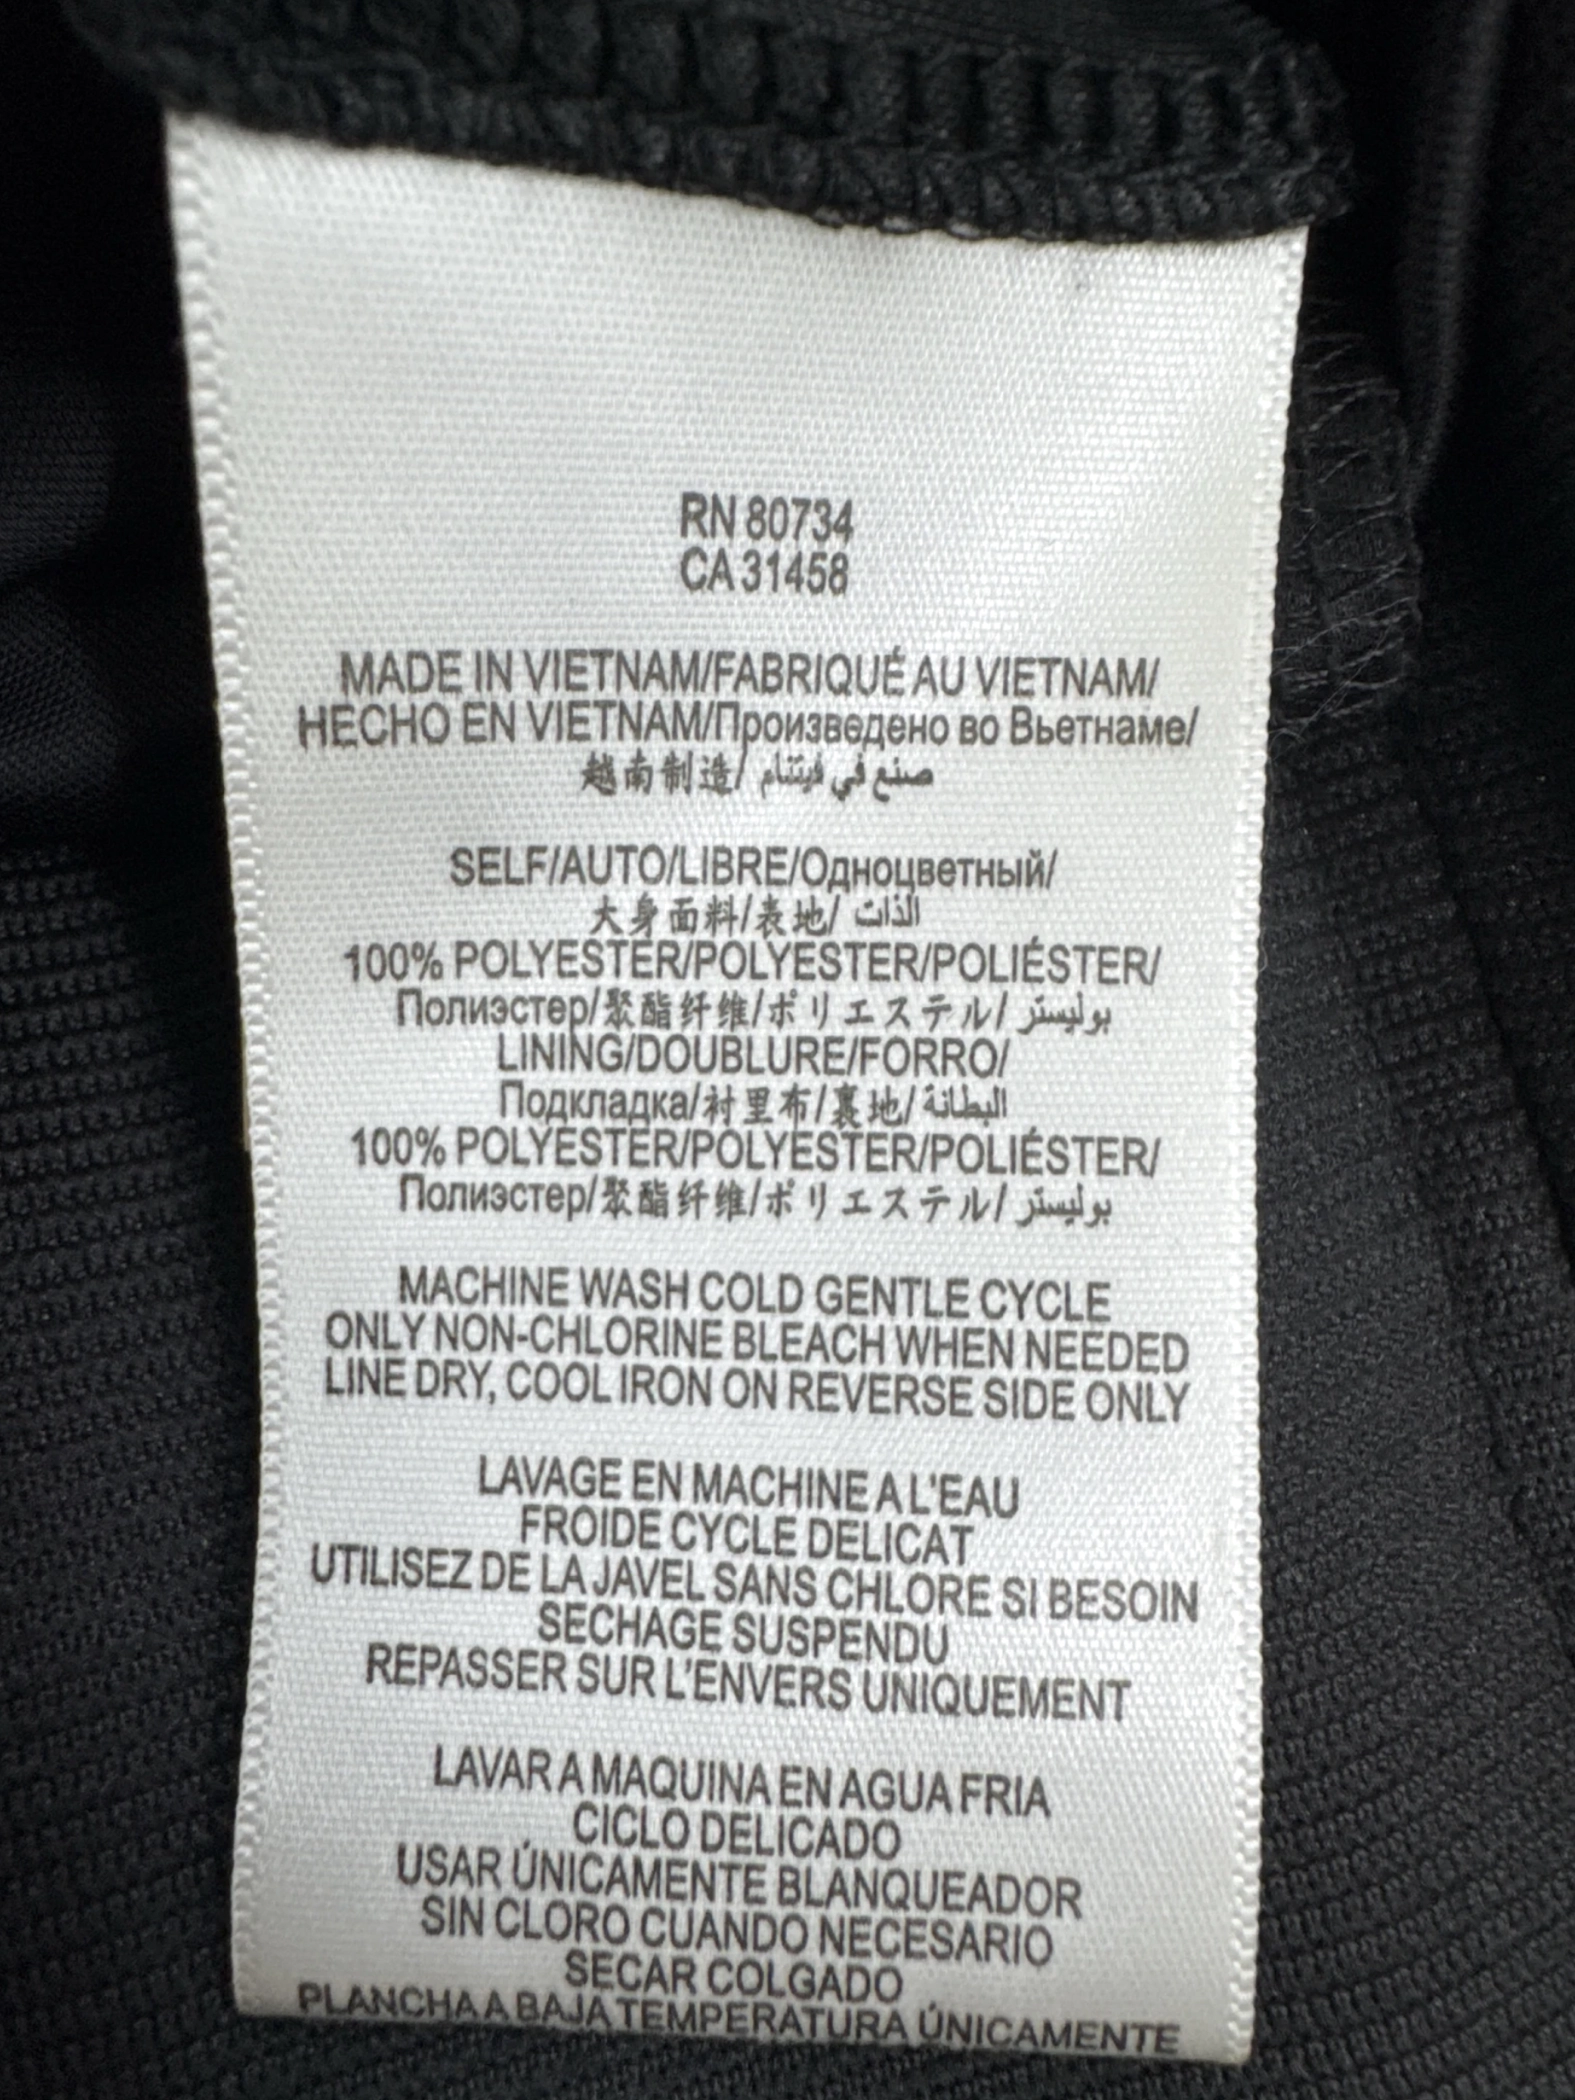 RN 80734
CA 31458
MADE IN VIETNAM/FABRIQUÉ AU VIETNAM/
HECHO EN VIETNAM/Произведено во Вьетнаме/
越南制造/ صنع في فيتنام
SELF/AUTO/LIBRE/Одноцветный/
大身面料/表地/ الذات
100% POLYESTER/POLYESTER/POLIÉSTER/
Полиэстер/聚酯纤维/ポリエステル/ بوليستر
LINING/DOUBLURE/FORRO/
Подкладка/衬里布/裏地/ البطانة
100% POLYESTER/POLYESTER/POLIÉSTER/
Полиэстер/聚酯纤维/ポリエステル/ بوليستر
MACHINE WASH COLD GENTLE CYCLE
ONLY NON-CHLORINE BLEACH WHEN NEEDED
LINE DRY, COOL IRON ON REVERSE SIDE ONLY
LAVAGE EN MACHINE A L'EAU
FROIDE CYCLE DELICAT
UTILISEZ DE LA JAVEL SANS CHLORE SI BESOIN
SECHAGE SUSPENDU
REPASSER SUR L'ENVERS UNIQUEMENT
LAVAR A MAQUINA EN AGUA FRIA
CICLO DELICADO
USAR ÚNICAMENTE BLANQUEADOR
SIN CLORO CUANDO NECESARIO
SECAR COLGADO
PLANCHA A BAJA TEMPERATURA ÚNICAMENTE